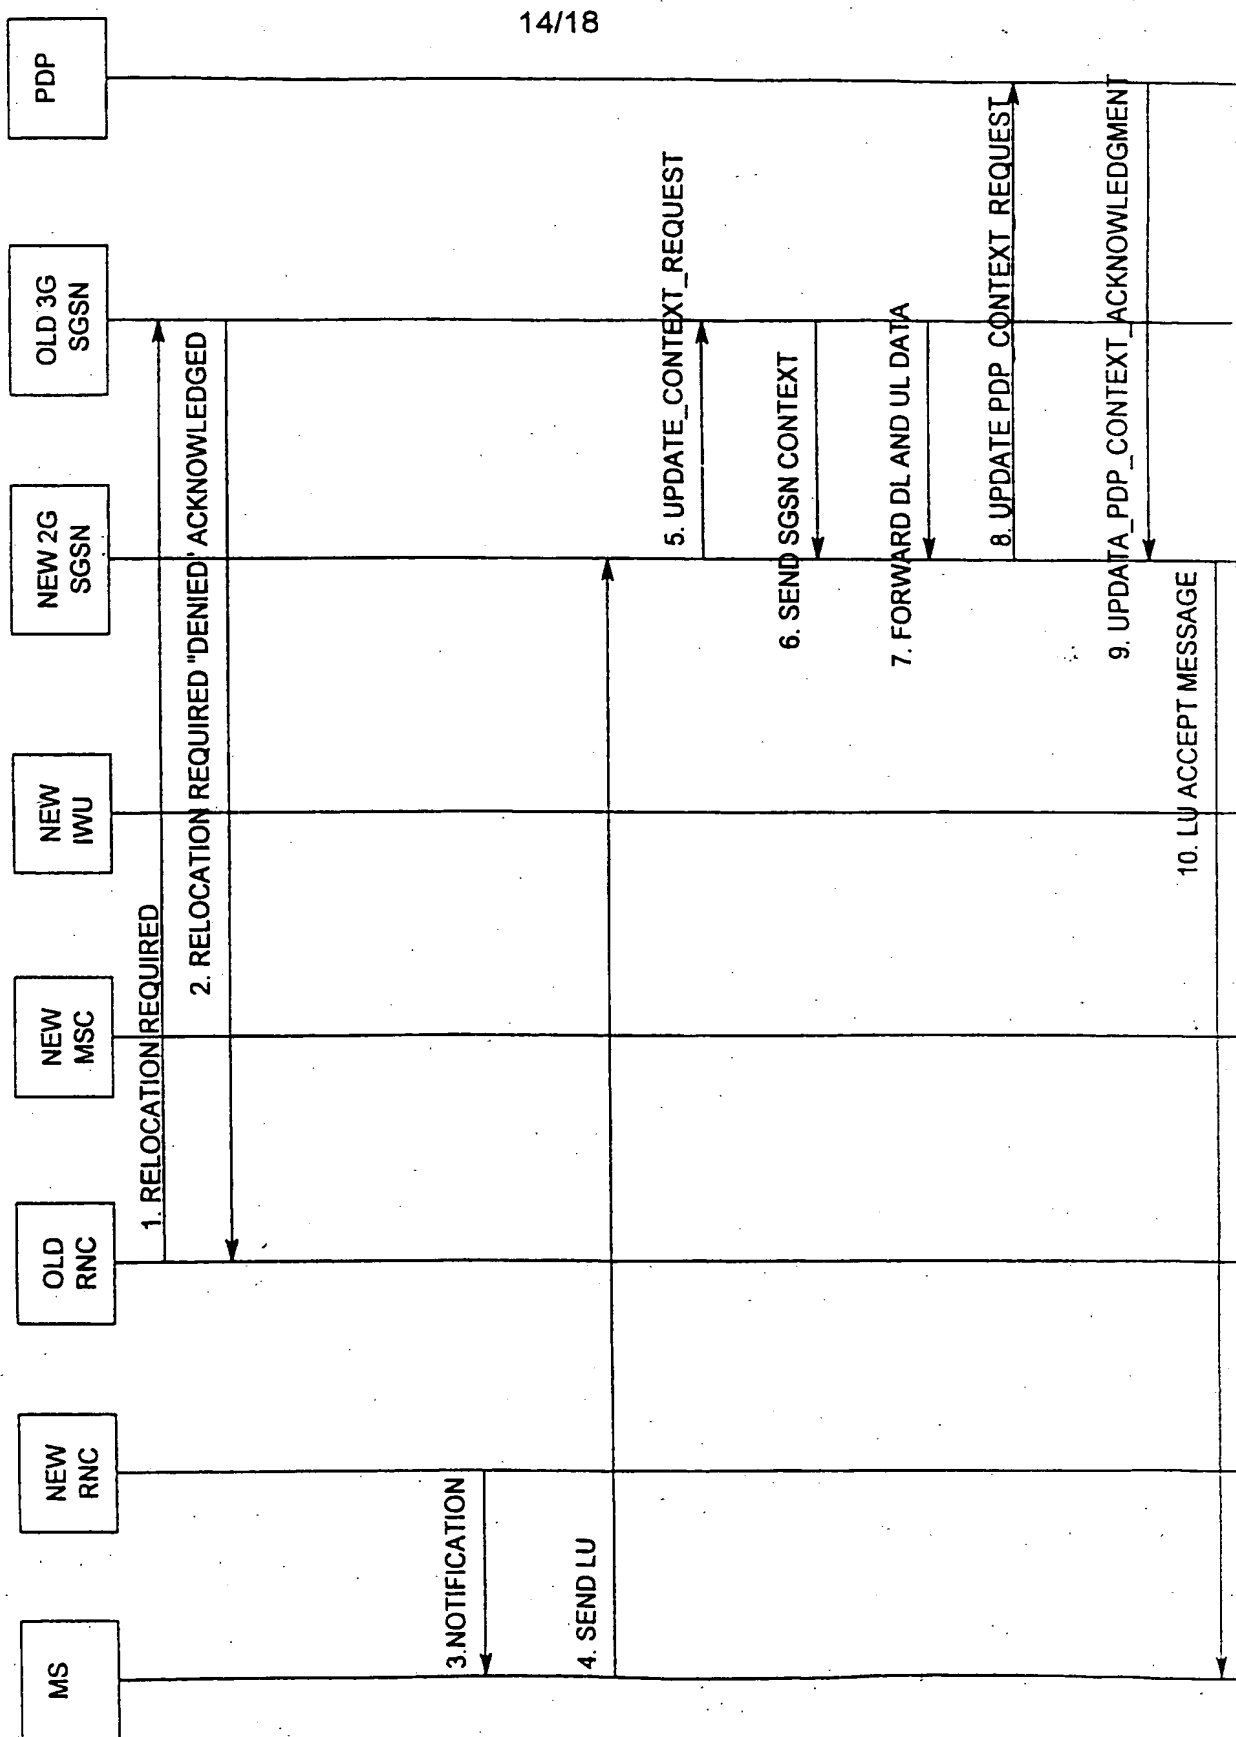 14/18
MS
NEW
RNC
OLD
RNC
NEW
MSC
NEW
IWU
NEW 2G
SGSN
OLD 3G
SGSN
PDP
1. RELOCATION REQUIRED
2. RELOCATION REQUIRED "DENIED' ACKNOWLEDGED
3.NOTIFICATION
4. SEND LU
5. UPDATE_CONTEXT_REQUEST
6. SEND SGSN CONTEXT
7. FORWARD DL AND UL DATA
8. UPDATE PDP_CONTEXT_REQUEST
9. UPDATA_PDP_CONTEXT_ACKNOWLEDGMENT
10. LU ACCEPT MESSAGE